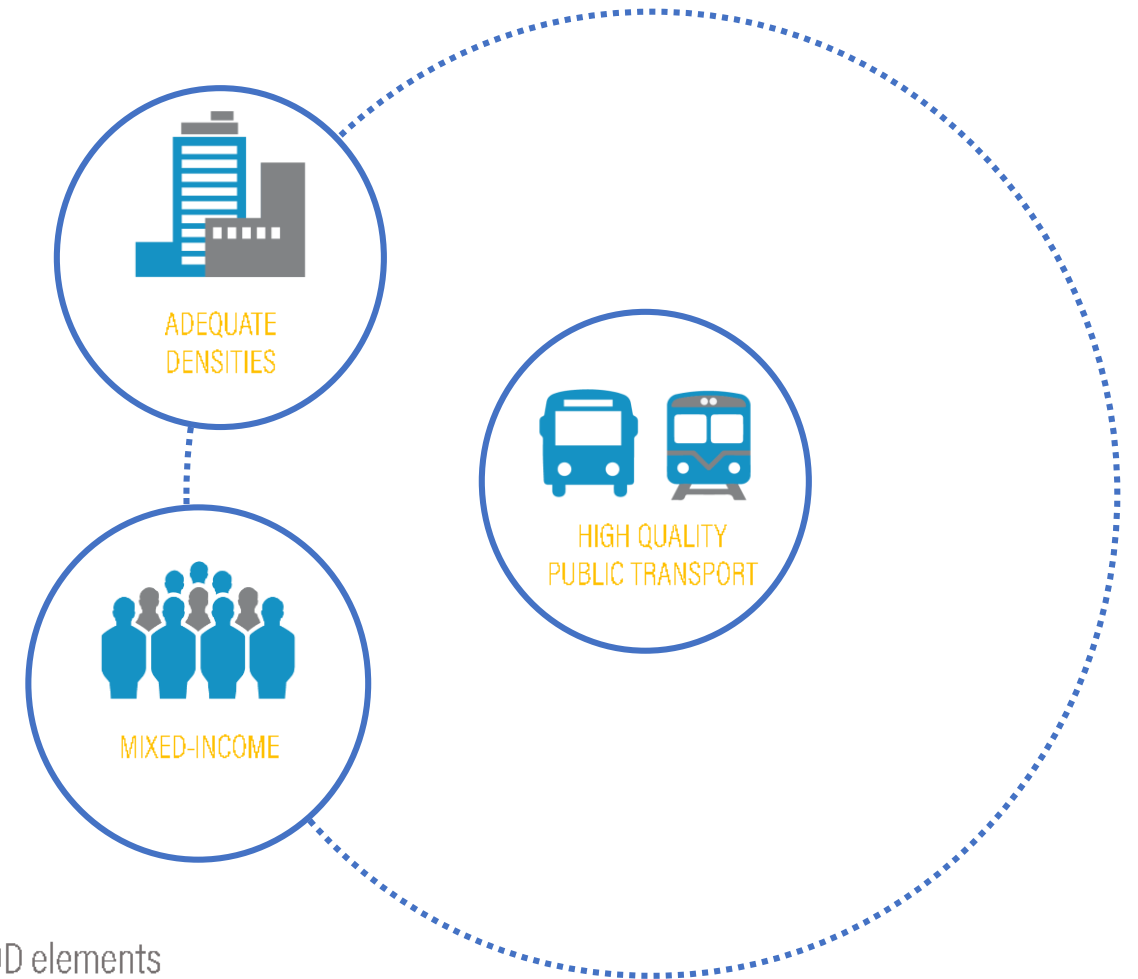 ADEQUATE
DENSITIES
HIGH QUALITY
PUBLIC TRANSPORT
MIXED-INCOME
elements